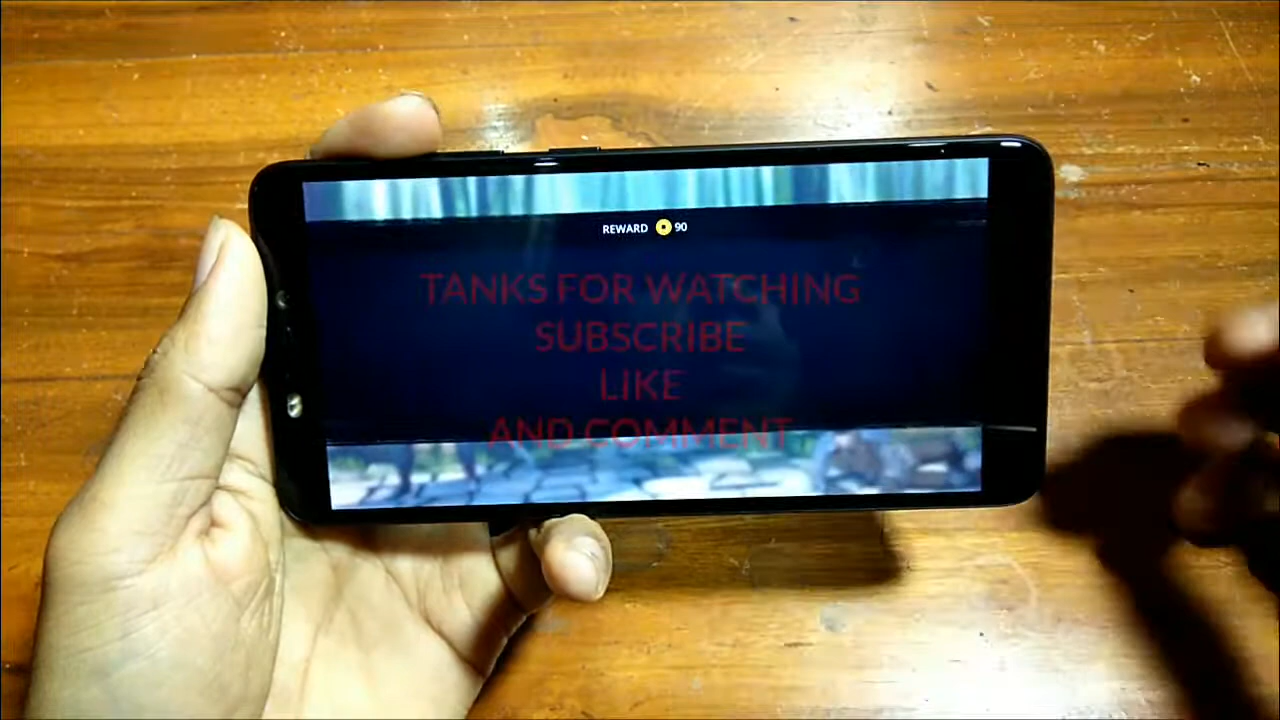 REWARD 90
TANKS FOR WATCHING
SUBSCRIBE
LIKE
AND COMMENT